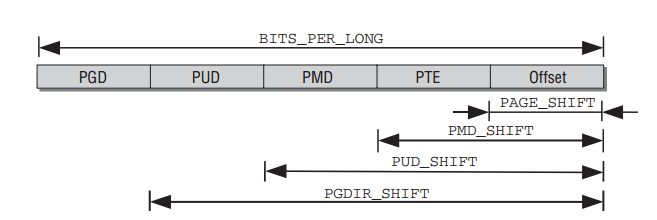 BITS_PER_LONG
PGD PUD PMD PTE Offset
PAGE_SHIFT
PMD_SHIFT
PUD_SHIFT
PGDIR_SHIFT